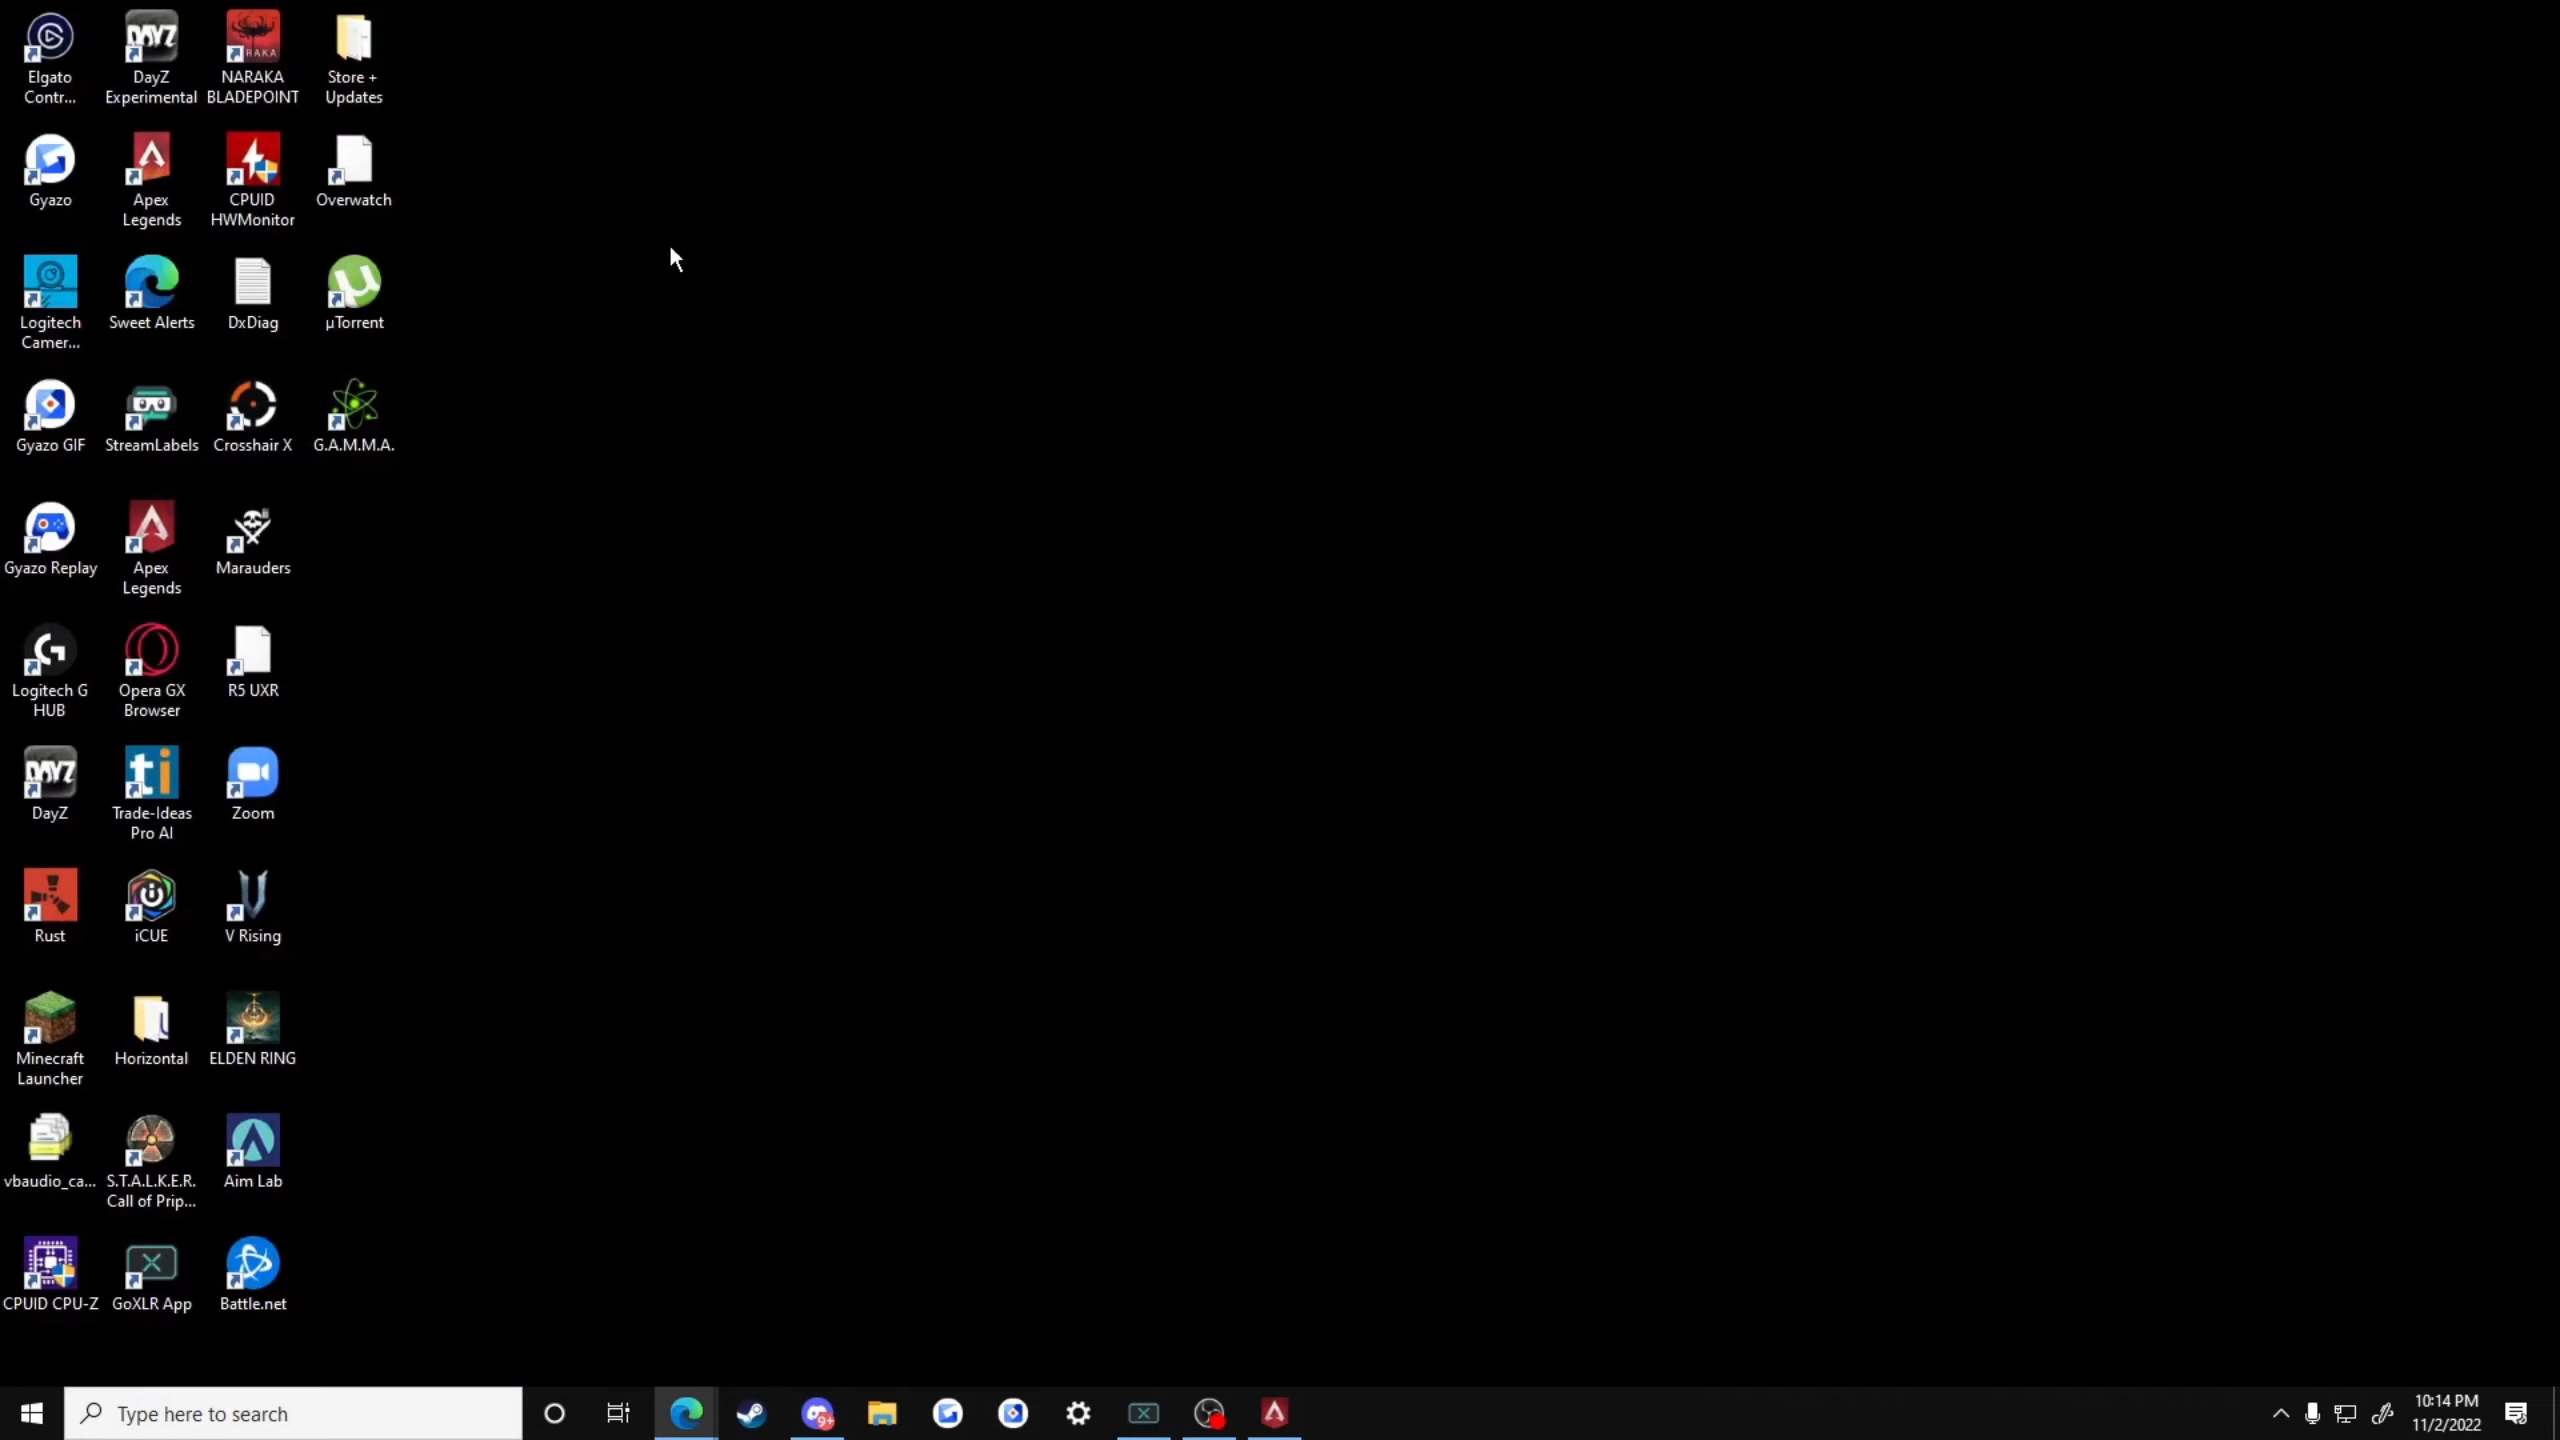 Elgato
Contr...
DayZ
Experimental
NARAKA
BLADEPOINT
Store +
Updates
Gyazo
Apex
Legends
CPUID
HWMonitor
Overwatch
Logitech
Camer...
Sweet Alerts
DxDiag
µTorrent
Gyazo GIF
StreamLabels
Crosshair X
G.A.M.M.A.
Gyazo Replay
Apex
Legends
Marauders
Logitech G
HUB
Opera GX
Browser
R5 UXR
DayZ
Trade-Ideas
Pro AI
Zoom
Rust
iCUE
V Rising
Minecraft
Launcher
Horizontal
ELDEN RING
vbaudio_ca...
S.T.A.L.K.E.R.
Call of Prip...
Aim Lab
CPUID CPU-Z
GoXLR App
Battle.net
Type here to search
9+
10:14 PM
11/2/2022